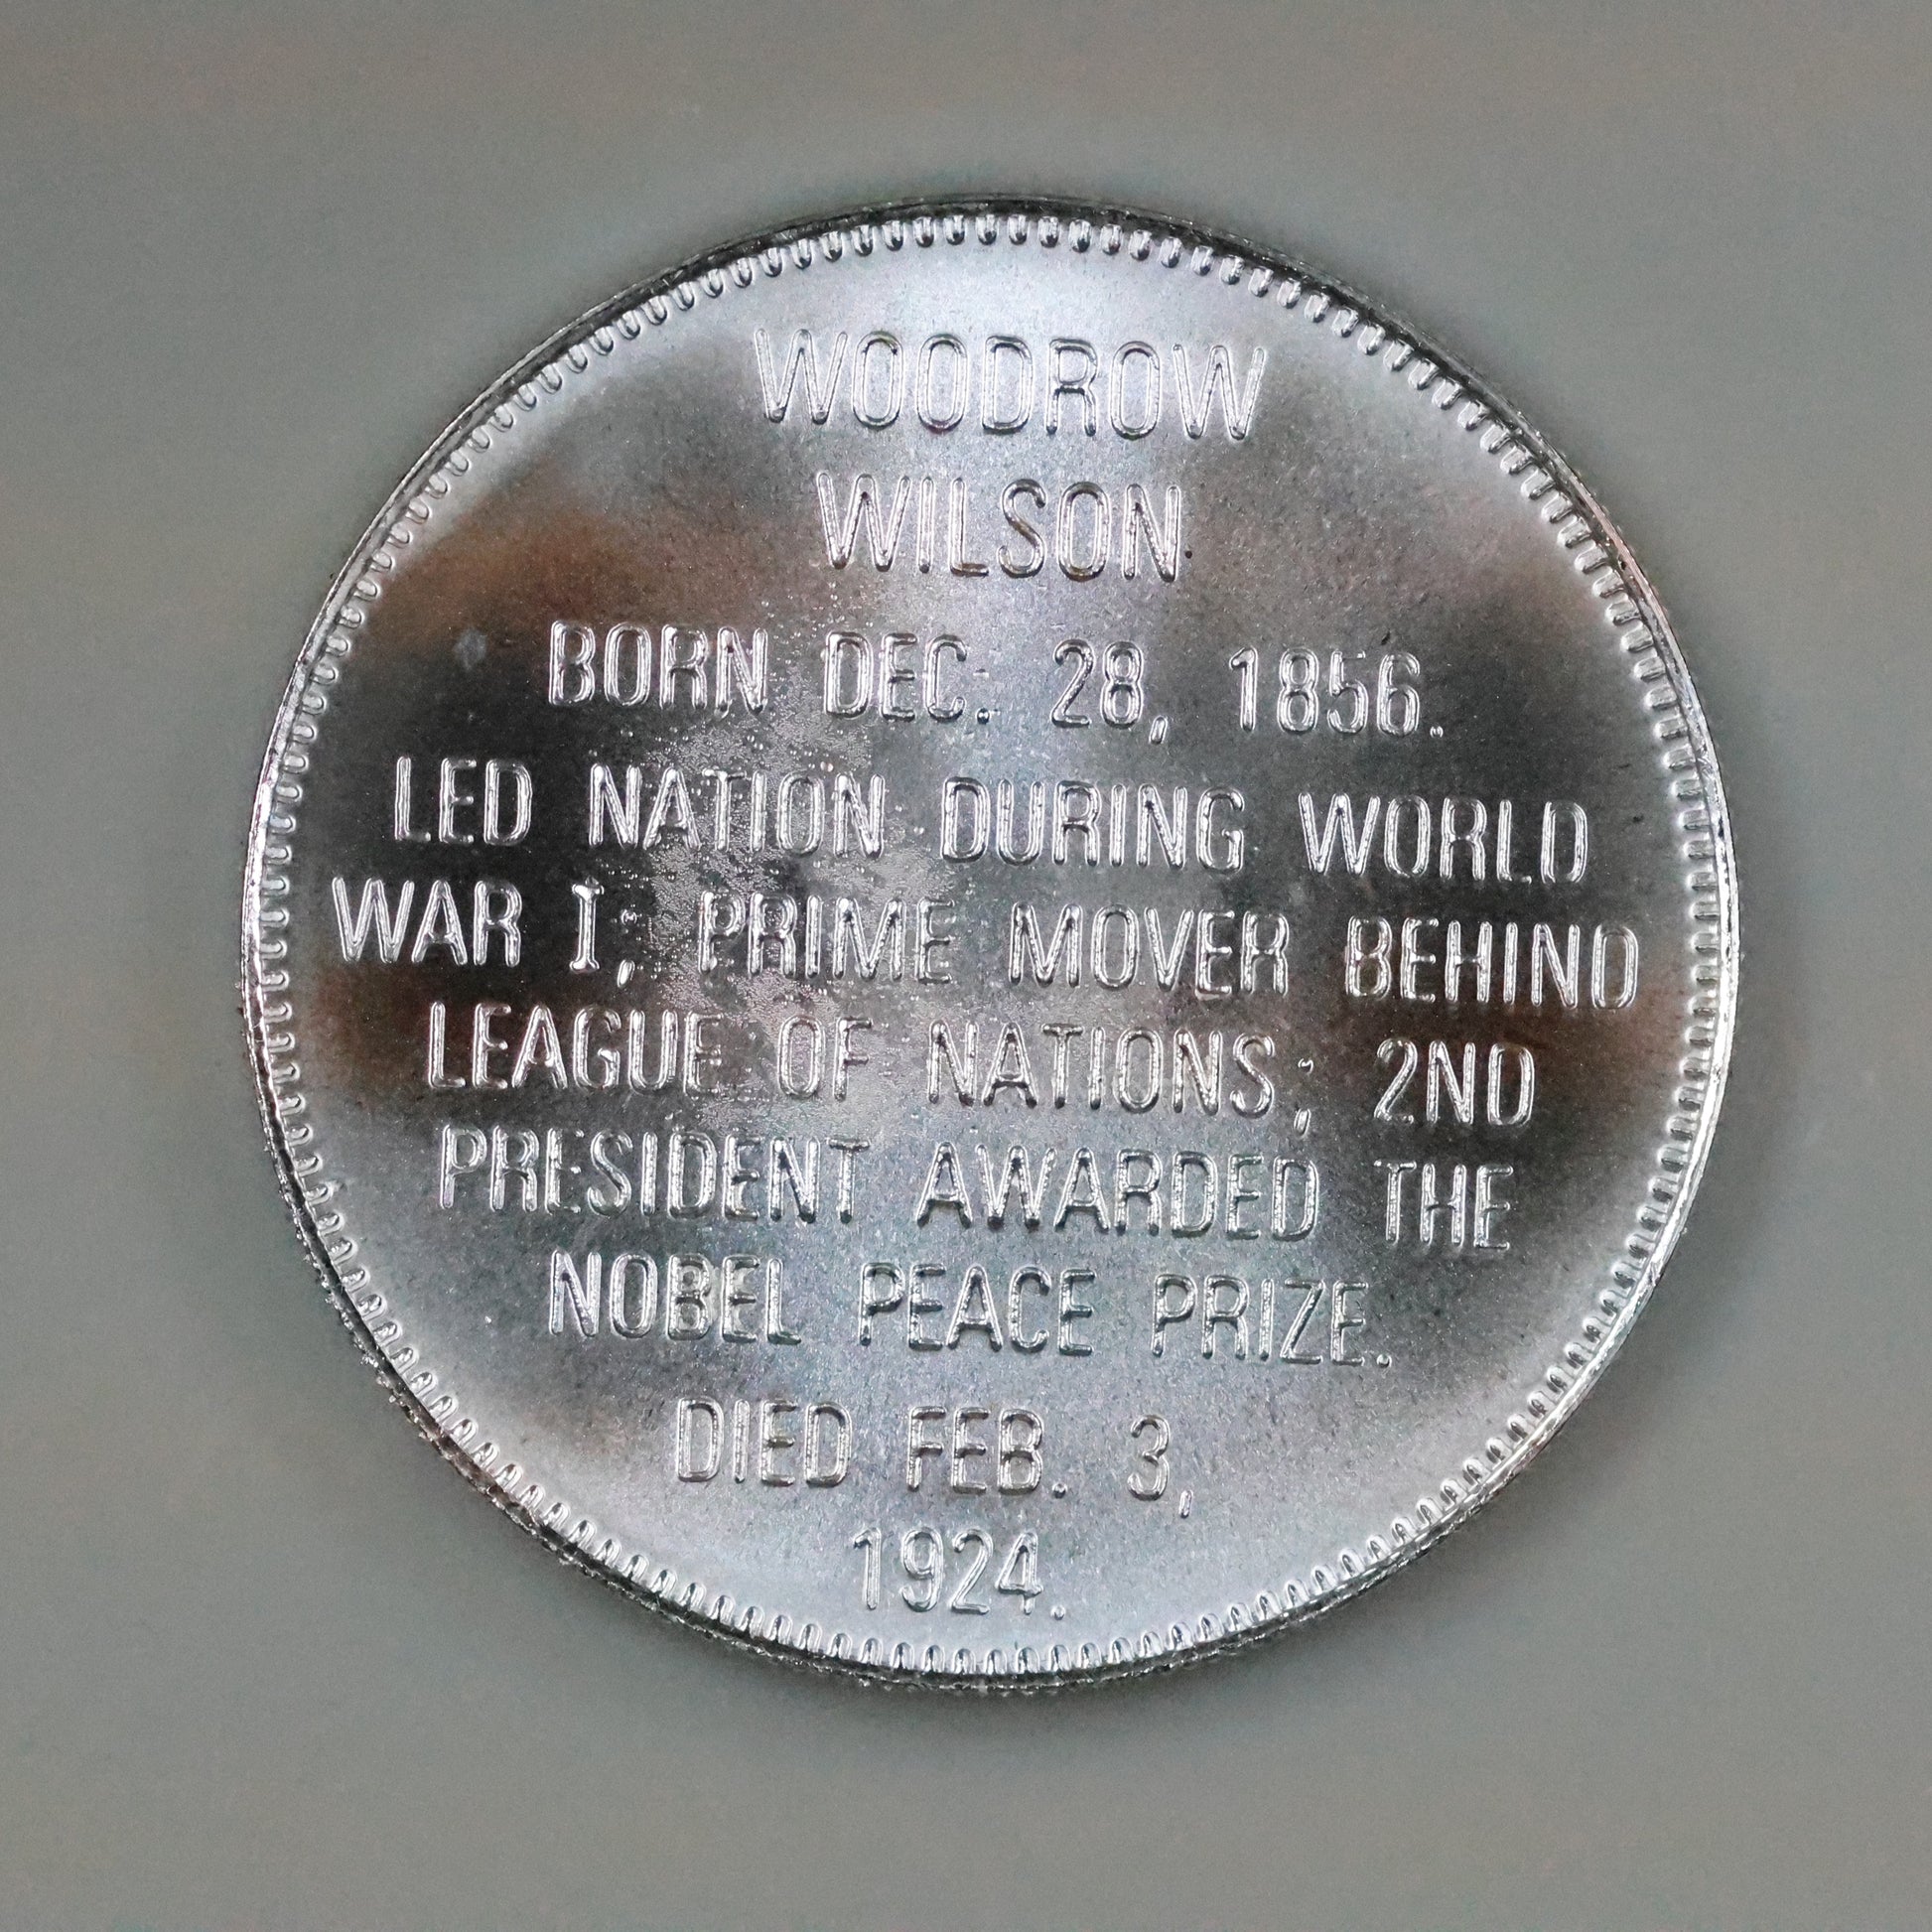 WOODROW
WILSON
BORN DEC. 28, 1856.
LED NATION DURING WORLD
WAR I; PRIME MOVER BEHIND
LEAGUE OF NATIONS; 2ND
PRESIDENT AWARDED THE
NOBEL PEACE PRIZE.
DIED FEB. 3,
1924.